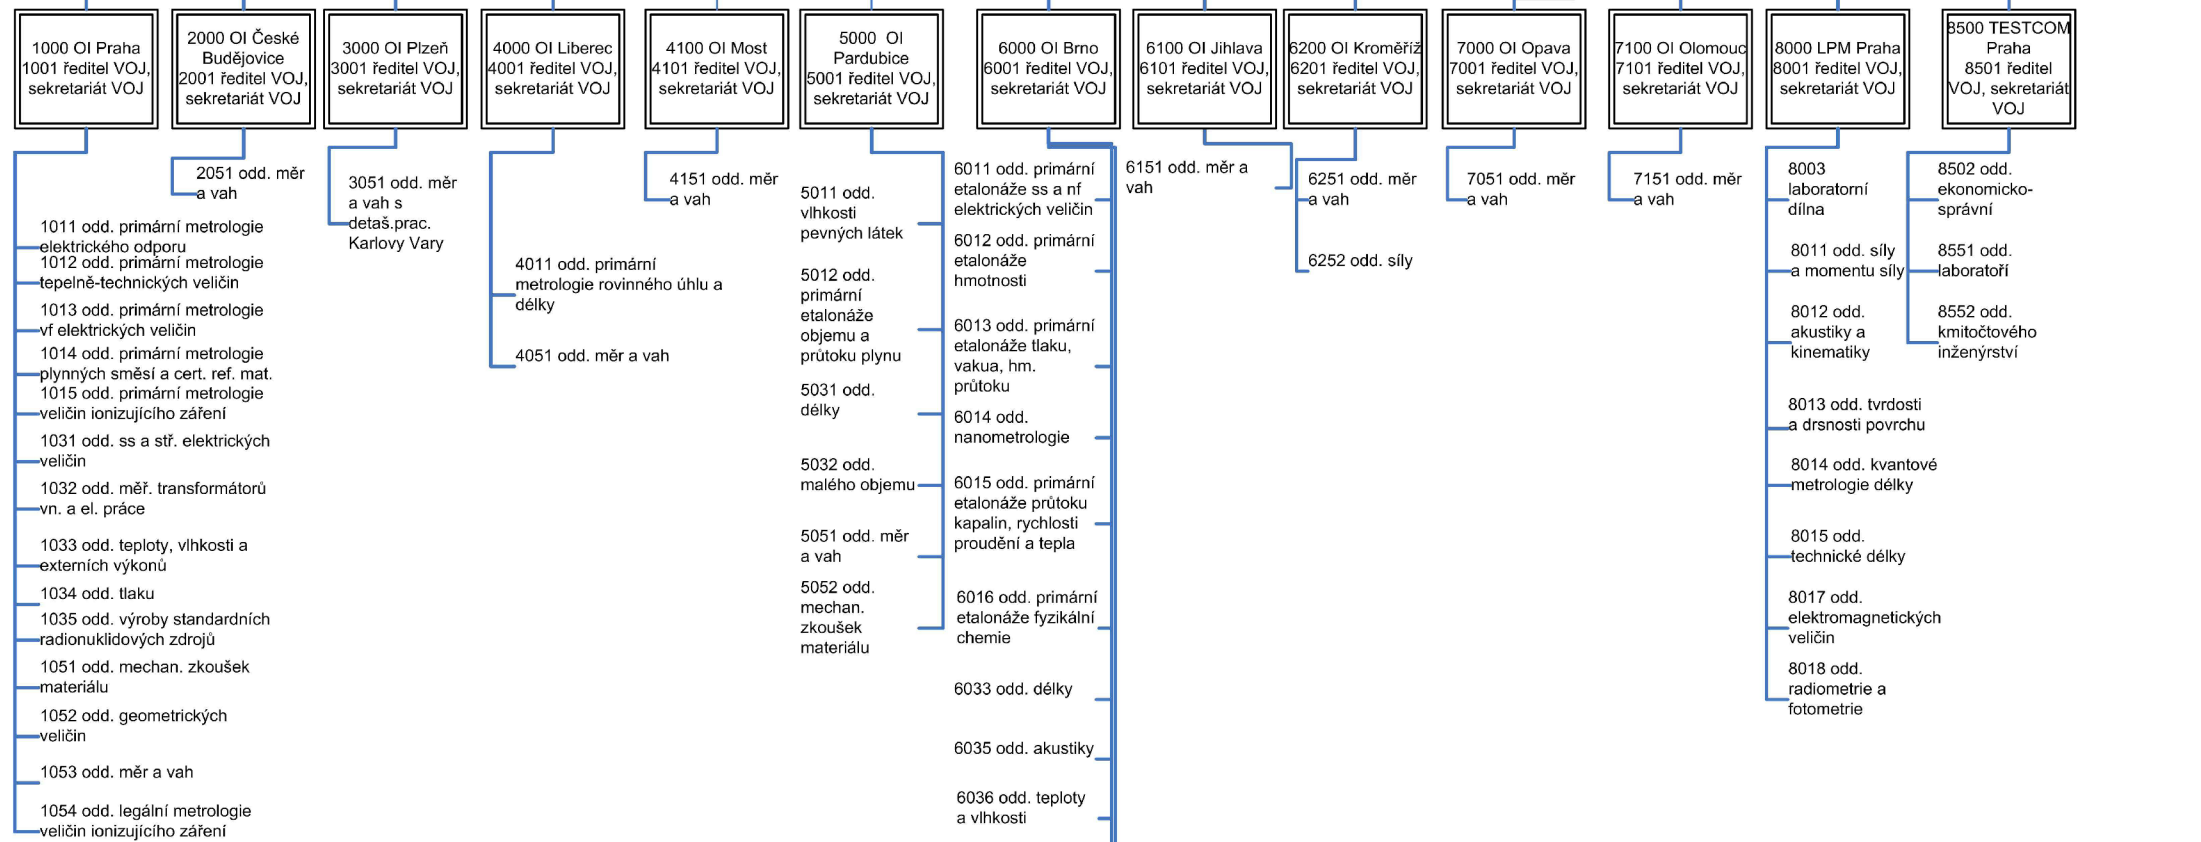 1000 OI Praha
1001 ředitel VOJ,
sekretariát VOJ
2000 OI České
Budějovice
2001 ředitel VOJ,
sekretariát VOJ
3000 OI Plzeň
3001 ředitel VOJ,
sekretariát VOJ
4000 OI Liberec
4001 ředitel VOJ,
sekretariát VOJ
4100 OI Most
4101 ředitel VOJ,
sekretariát VOJ
5000 OI
Pardubice
5001 ředitel VOJ,
sekretariát VOJ
6000 OI Brno
6001 ředitel VOJ,
sekretariát VOJ
6100 OI Jihlava
6101 ředitel VOJ,
sekretariát VOJ
6200 OI Kroměříž
6201 ředitel VOJ,
sekretariát VOJ
7000 OI Opava
7001 ředitel VOJ,
sekretariát VOJ
7100 OI Olomouc
7101 ředitel VOJ,
sekretariát VOJ
8000 LPM Praha
8001 ředitel VOJ,
sekretariát VOJ
8500 TESTCOM
Praha
8501 ředitel
VOJ, sekretariát
VOJ
1011 odd. primární metrologie
elektrického odporu
1012 odd. primární metrologie
tepelně-technických veličin
1013 odd. primární metrologie
vf elektrických veličin
1014 odd. primární metrologie
plynných směsí a cert. ref. mat.
1015 odd. primární metrologie
veličin ionizujícího záření
1031 odd. ss a stř. elektrických
veličin
1032 odd. měř. transformátorů
vn. a el. práce
1033 odd. teploty, vlhkosti a
externích výkonů
1034 odd. tlaku
1035 odd. výroby standardních
radionuklidových zdrojů
1051 odd. mechan. zkoušek
materiálu
1052 odd. geometrických
veličin
1053 odd. měr a vah
1054 odd. legální metrologie
veličin ionizujícího záření
2051 odd. měr
a vah
3051 odd. měr
a vah s
detaš.prac.
Karlovy Vary
4011 odd. primární
metrologie rovinného úhlu a
délky
4051 odd. měr a vah
4151 odd. měr
a vah
5011 odd.
vlhkosti
pevných látek
5012 odd.
primární
etalonáže
objemu a
průtoku plynu
5031 odd.
délky
5032 odd.
malého objemu
5051 odd. měr
a vah
5052 odd.
mechan.
zkoušek
materiálu
6011 odd. primární
etalonáže ss a nf
elektrických veličin
6012 odd. primární
etalonáže
hmotnosti
6013 odd. primární
etalonáže tlaku,
vakua, hm.
průtoku
6014 odd.
nanometrologie
6015 odd. primární
etalonáže průtoku
kapalin, rychlosti
proudění a tepla
6016 odd. primární
etalonáže fyzikální
chemie
6033 odd. délky
6035 odd. akustiky
6036 odd. teploty
a vlhkosti
6151 odd. měr a
vah
6251 odd. měr
a vah
6252 odd. síly
7051 odd. měr
a vah
7151 odd. měr
a vah
8003
laboratorní
dílna
8011 odd. síly
a momentu síly
8012 odd.
akustiky a
kinematiky
8013 odd. tvrdosti
a drsnosti povrchu
8014 odd. kvantové
metrologie délky
8015 odd.
technické délky
8017 odd.
elektromagnetických
veličin
8018 odd.
radiometrie a
fotometrie
8502 odd.
ekonomicko-
správní
8551 odd.
laboratoří
8552 odd.
kmitočtového
inženýrství